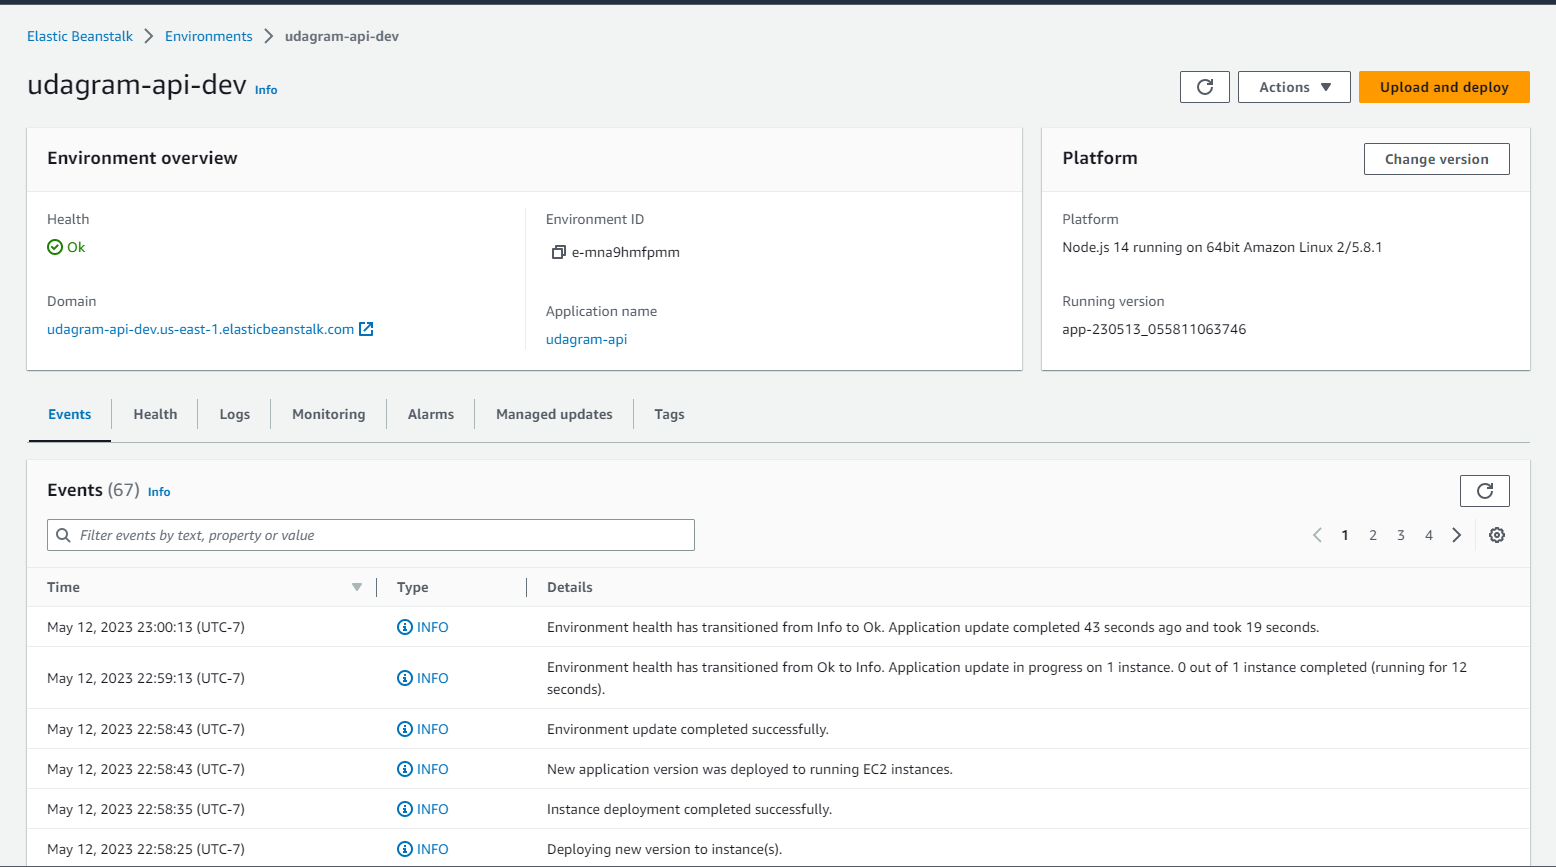 Elastic Beanstalk > Environments > udagram-api-dev
udagram-api-dev Info
Actions Upload and deploy
Environment overview
Health
Ok
Domain
udagram-api-dev.us-east-1.elasticbeanstalk.com
Environment ID
e-mna9hmfpmm
Application name
udagram-api
Platform Change version
Platform
Node.js 14 running on 64bit Amazon Linux 2/5.8.1
Running version
app-230513_055811063746
Events Health Logs Monitoring Alarms Managed updates Tags
Events (67) Info
Filter events by text, property or value
1 2 3 4
Time Type Details
May 12, 2023 23:00:13 (UTC-7) INFO Environment health has transitioned from Info to Ok. Application update completed 43 seconds ago and took 19 seconds.
May 12, 2023 22:59:13 (UTC-7) INFO Environment health has transitioned from Ok to Info. Application update in progress on 1 instance. 0 out of 1 instance completed (running for 12
seconds).
May 12, 2023 22:58:43 (UTC-7) INFO Environment update completed successfully.
May 12, 2023 22:58:43 (UTC-7) INFO New application version was deployed to running EC2 instances.
May 12, 2023 22:58:35 (UTC-7) INFO Instance deployment completed successfully.
May 12, 2023 22:58:25 (UTC-7) INFO Deploying new version to instance(s).